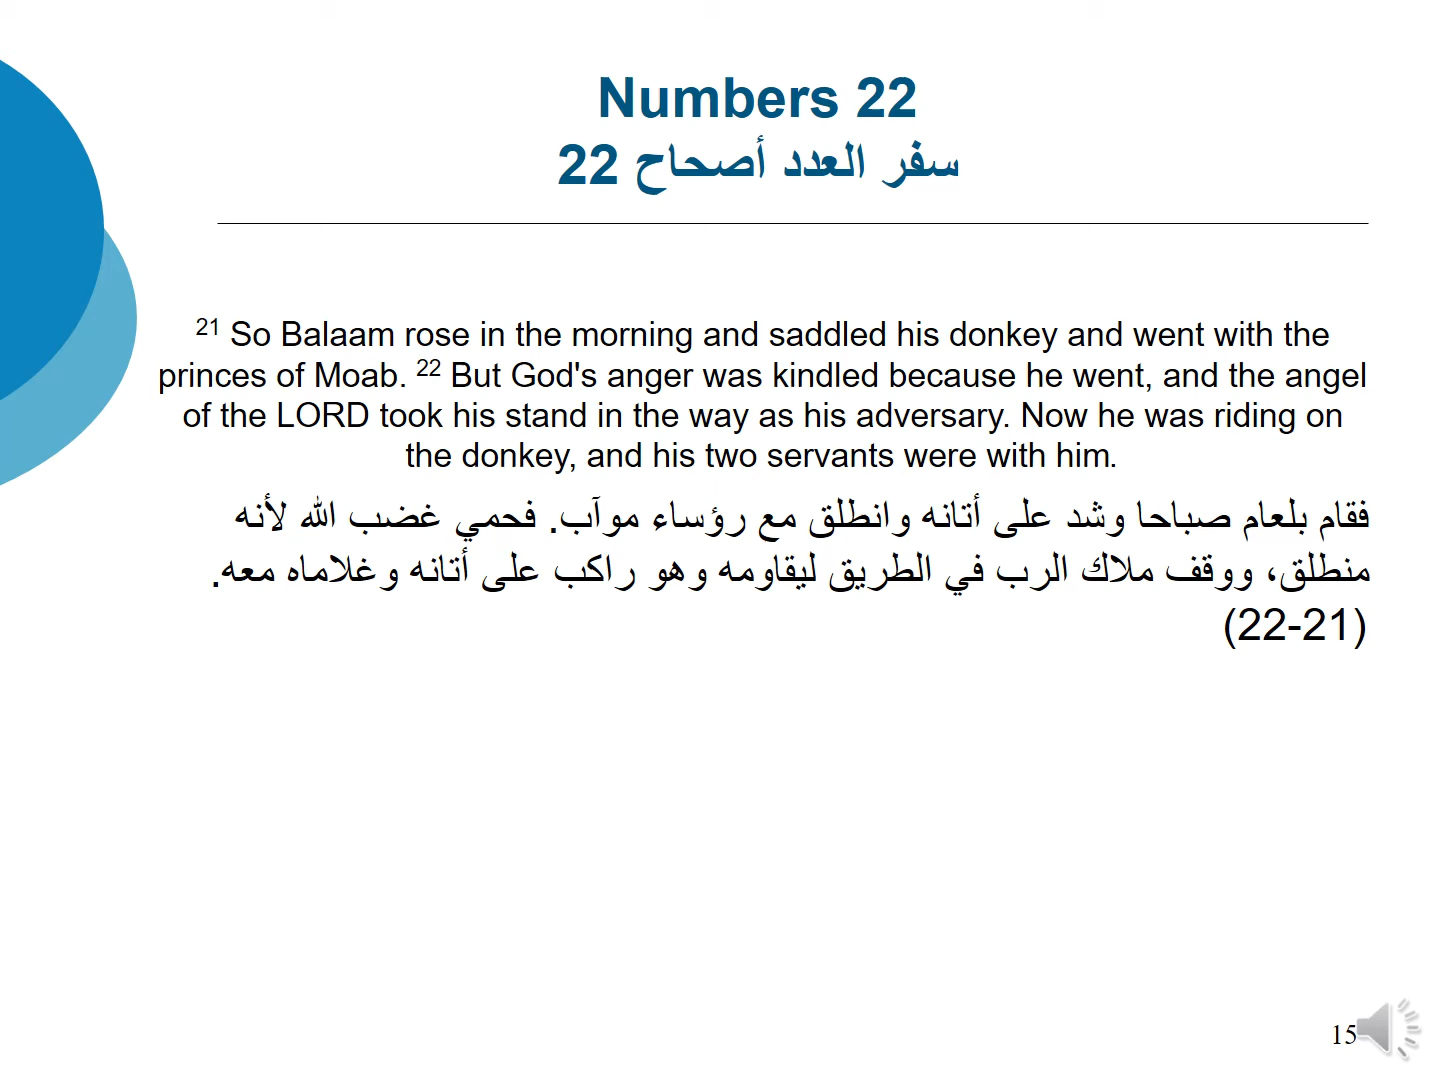 Numbers 22
سفر العدد أصحاح 22
21 So Balaam rose in the morning and saddled his donkey and went with the
princes of Moab. 22 But God's anger was kindled because he went, and the angel
of the LORD took his stand in the way as his adversary. Now he was riding on
the donkey, and his two servants were with him.
فقام بلعام صباحا وشد على أتانه وانطلق مع رؤساء موآب. فحمي غضب الله لأنه
منطلق، ووقف ملاك الرب في الطريق ليقاومه وهو راكب على أتانه وغلاماه معه.
(21-22)
15